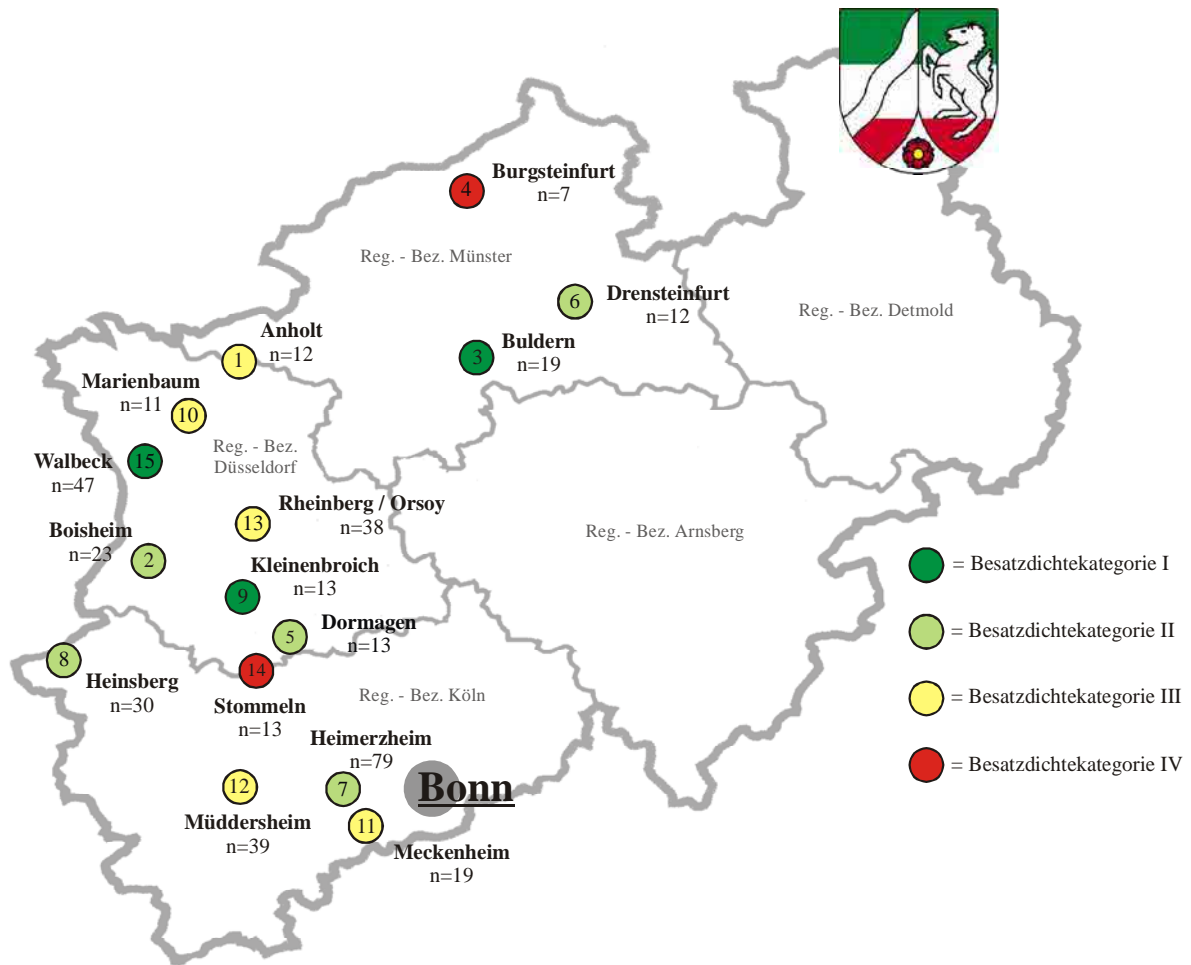 Burgsteinfurt
4
n=7
Reg. - Bez. Münster
6
Drensteinfurt
n=12
Reg. - Bez. Detmold
Anholt
1
n=12
3
Buldern
n=19
Marienbaum
n=11
10
Reg. - Bez.
Düsseldorf
Walbeck
n=47
15
Rheinberg / Orsoy
13
n=38
Reg. - Bez. Arnsberg
Boisheim
n=23
2
Kleinenbroich
n=13
9
Dormagen
5
n=13
8
Heinsberg
n=30
14
Stommeln
n=13
Reg. - Bez. Köln
Heimerzheim
n=79
7
Bonn
12
Müddersheim
n=39
11
Meckenheim
n=19
= Besatzdichtekategorie I
= Besatzdichtekategorie II
= Besatzdichtekategorie III
= Besatzdichtekategorie IV